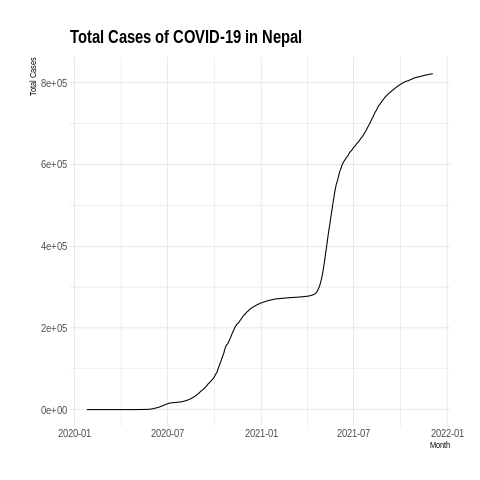 Total Cases of COVID-19 in Nepal
Total Cases
8e+05
6e+05
4e+05
2e+05
0e+00
2020-01 2020-07 2021-01 2021-07 2022-01
Month